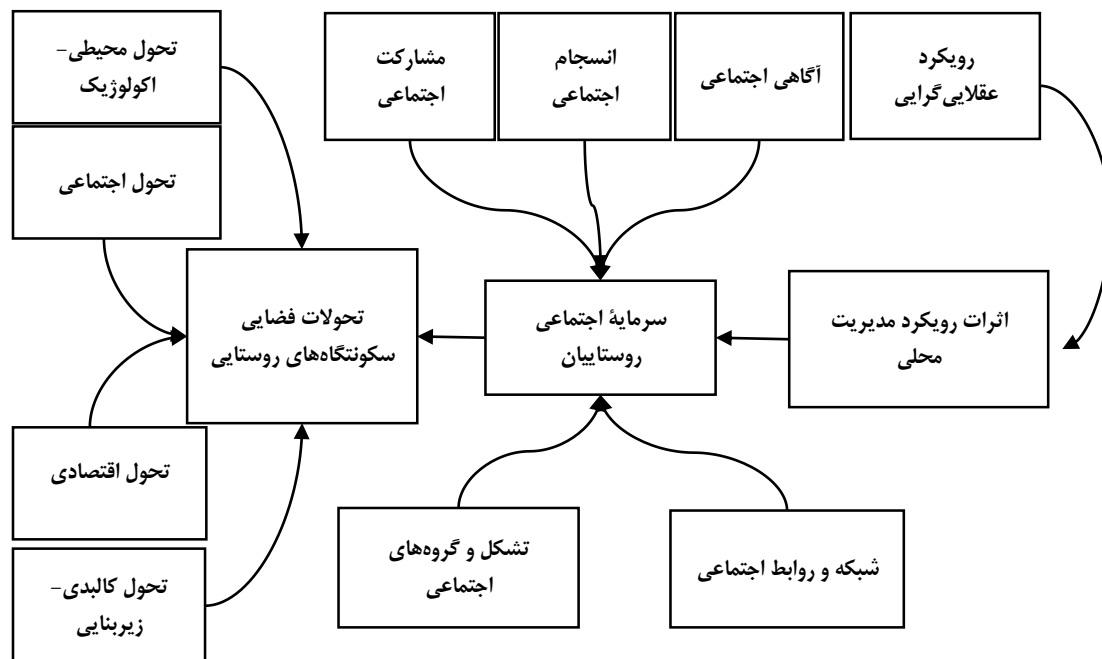 رویکرد
عقلایی‌گرایی
آگاهی اجتماعی
انسجام
اجتماعی
مشارکت
اجتماعی
تحول محیطی-
اکولوژیک
تحول اجتماعی
اثرات رویکرد مدیریت
محلی
سرمایهٔ اجتماعی
روستاییان
تحولات فضایی
سکونتگاه‌های روستایی
تحول اقتصادی
شبکه و روابط اجتماعی
تشکل و گروه‌های
اجتماعی
تحول کالبدی-
زیربنایی